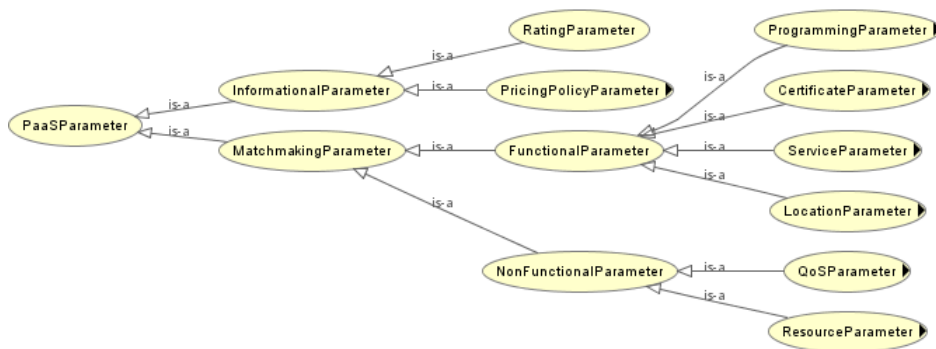 RatingParameter
ProgrammingParameter
is-a
is-a
InformationalParameter
is-a
PricingPolicyParameter
CertificateParameter
is-a
is-a
PaaSParameter
is-a
MatchmakingParameter
is-a
FunctionalParameter
is-a
ServiceParameter
is-a
LocationParameter
is-a
NonFunctionalParameter
is-a
QoSParameter
is-a
ResourceParameter